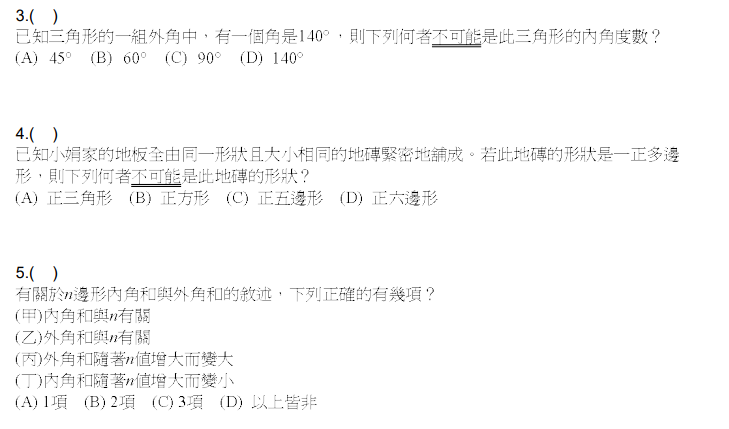 3.(    )
已知三角形的一組外角中，有一個角是140°，則下列何者不可能是此三角形的內角度數？
(A) 45° (B) 60° (C) 90° (D) 140°
4.(    )
已知小娟家的地板全由同一形狀且大小相同的地磚緊密地舖成。若此地磚的形狀是一正多邊
形，則下列何者不可能是此地磚的形狀？
(A) 正三角形 (B) 正方形 (C) 正五邊形 (D) 正六邊形
5.(    )
有關於n邊形內角和與外角和的敘述，下列正確的有幾項？
(甲)內角和與n有關
(乙)外角和與n有關
(丙)外角和隨著n值增大而變大
(丁)內角和隨著n值增大而變小
(A) 1項 (B) 2項 (C) 3項 (D) 以上皆非